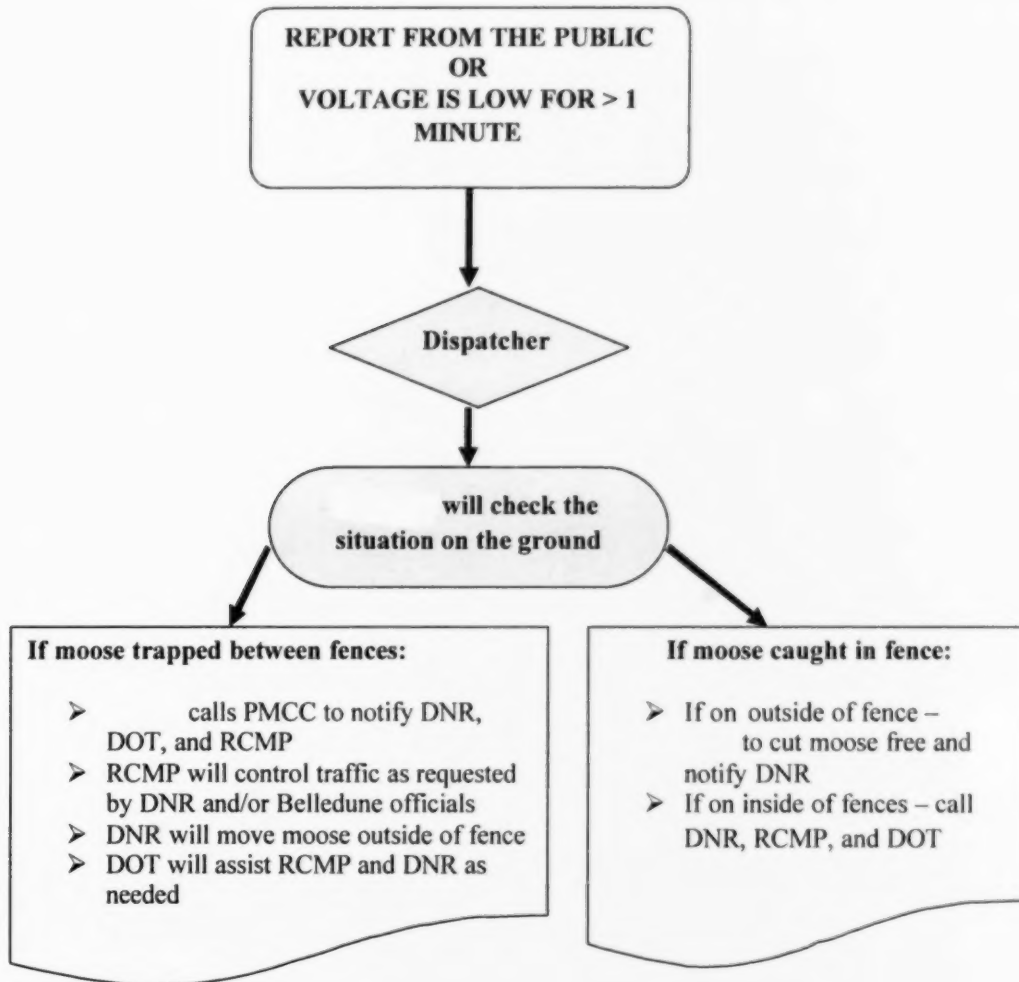 REPORT FROM THE PUBLIC
OR
VOLTAGE IS LOW FOR > 1
MINUTE
Dispatcher
will check the
situation on the ground
If moose trapped between fences:
➢ calls PMCC to notify DNR,
DOT, and RCMP
➢ RCMP will control traffic as requested
by DNR and/or Belledune officials
➢ DNR will move moose outside of fence
➢ DOT will assist RCMP and DNR as
needed
If moose caught in fence:
➢ If on outside of fence –
to cut moose free and
notify DNR
➢ If on inside of fences – call
DNR, RCMP, and DOT